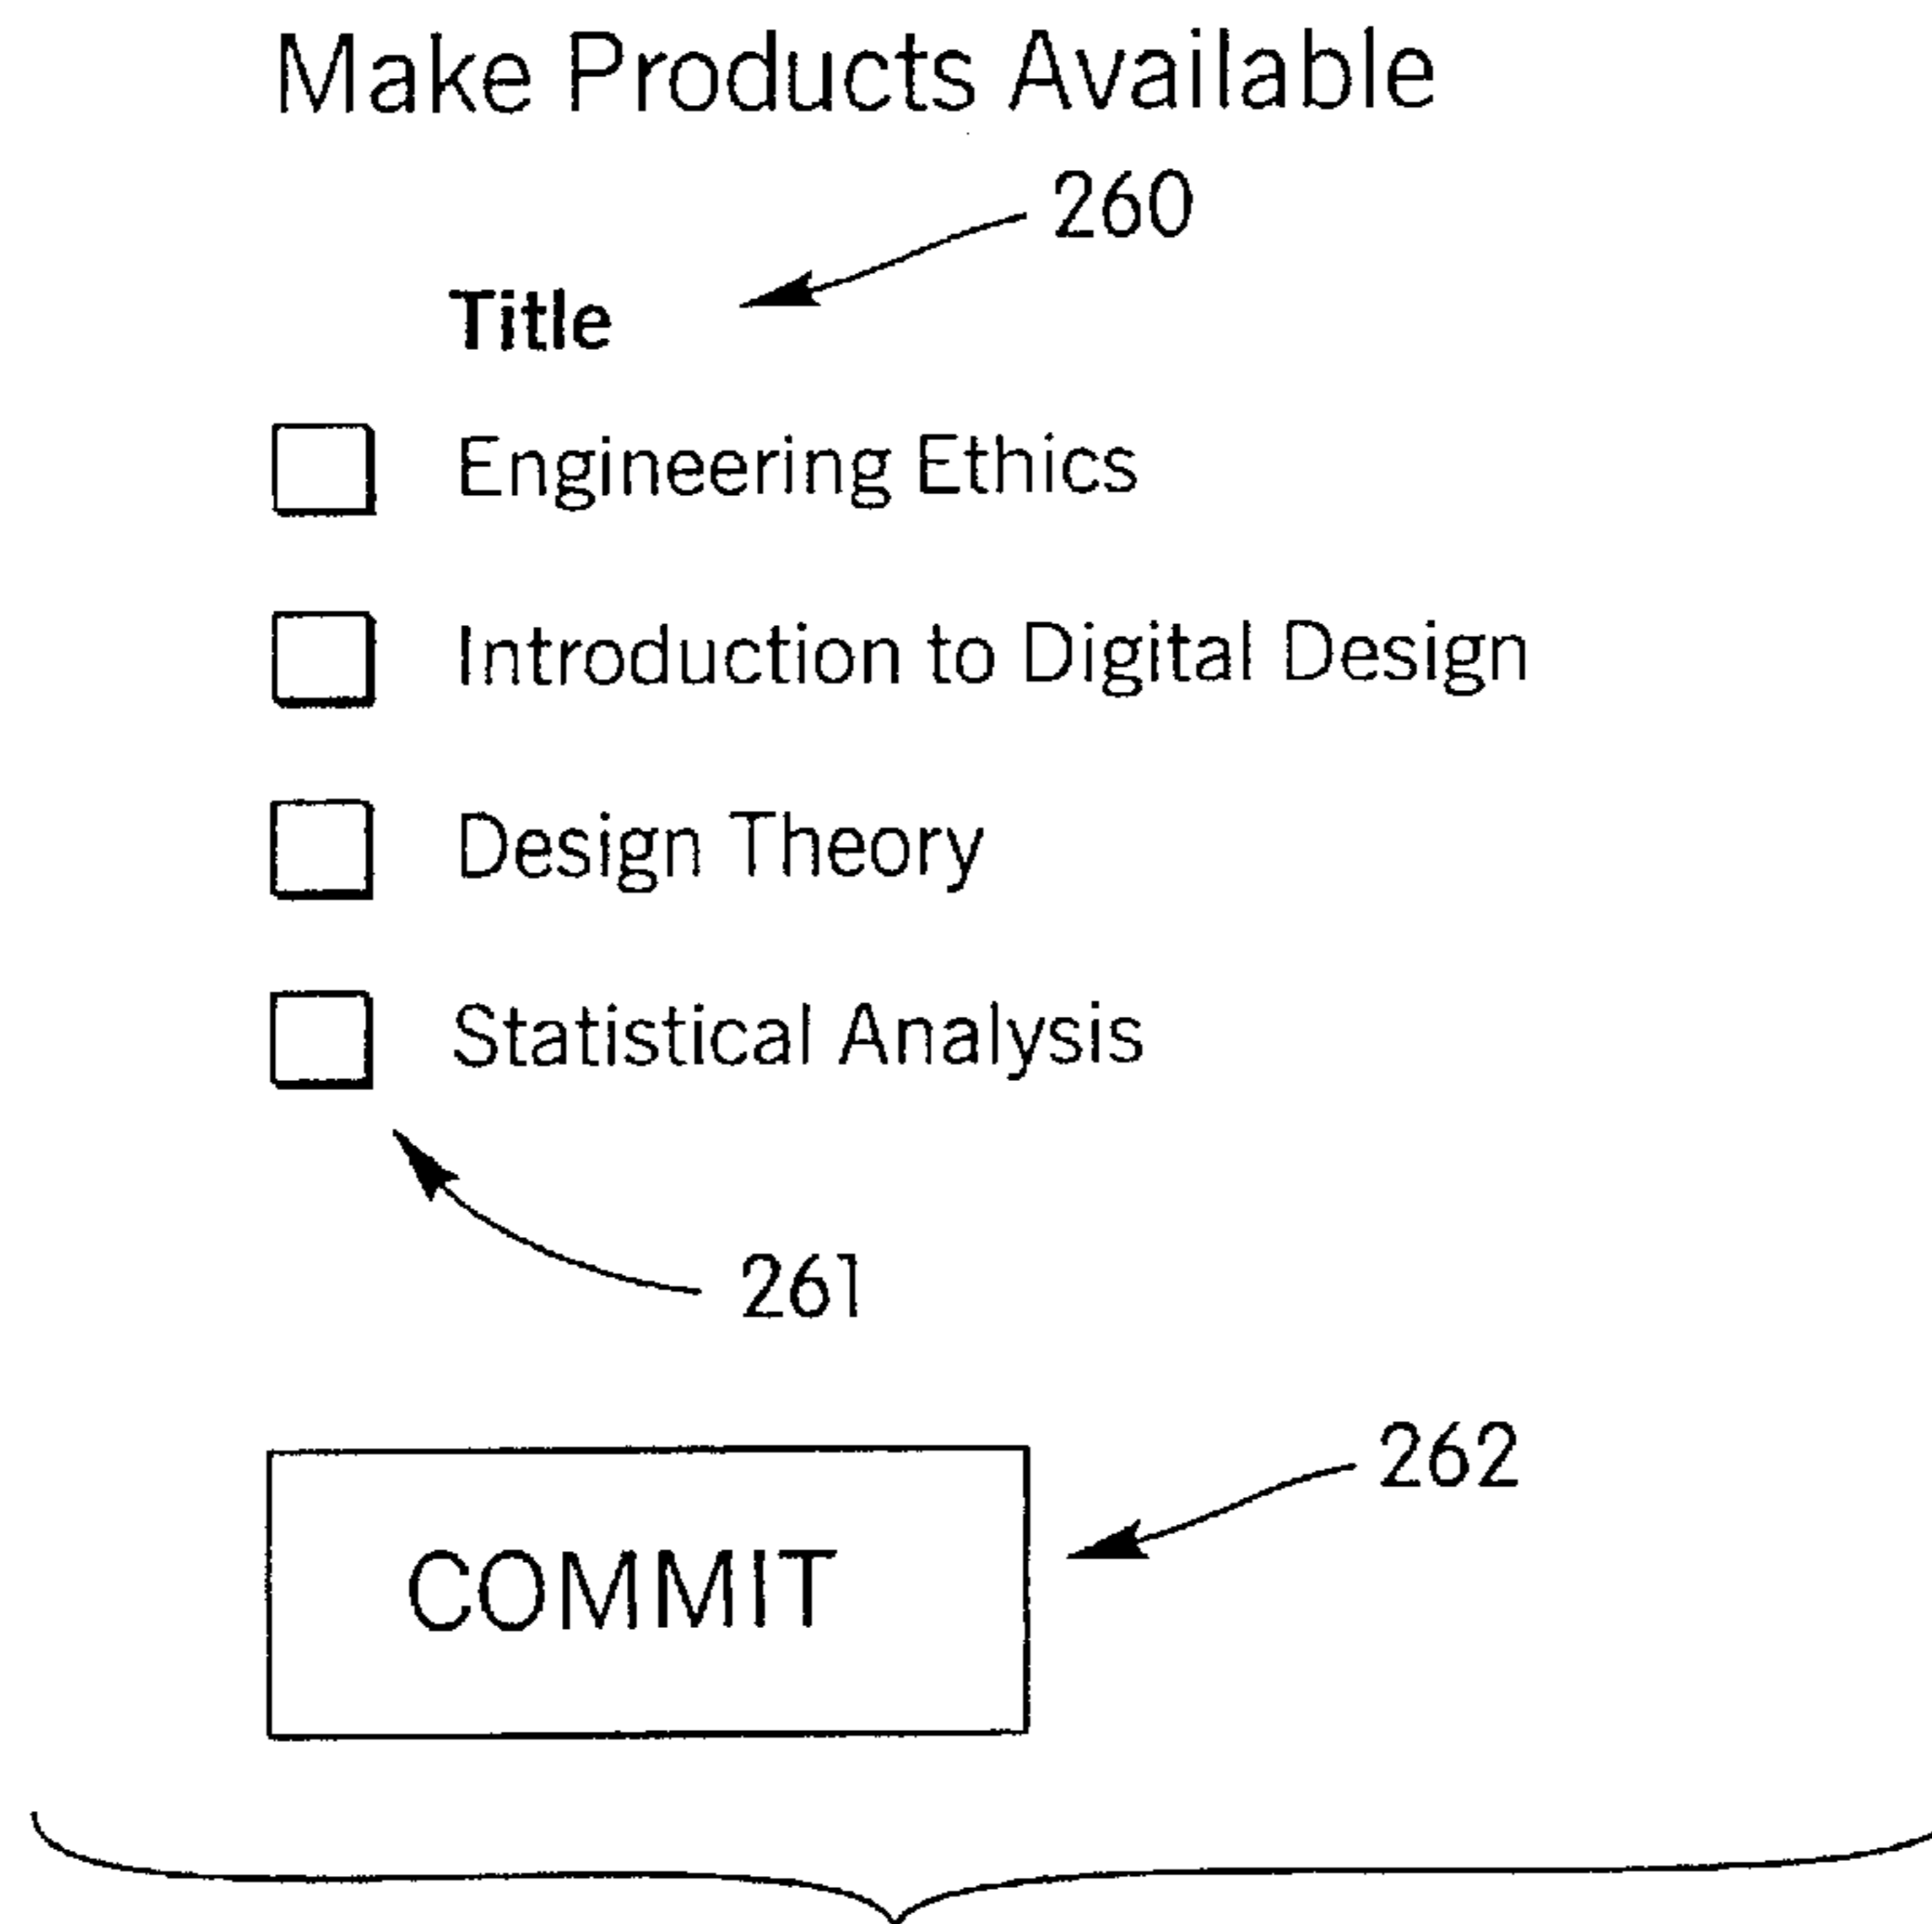 Make Products Available
260
Title
Engineering Ethics
Introduction to Digital Design
Design Theory
Statistical Analysis
261
262
COMMIT